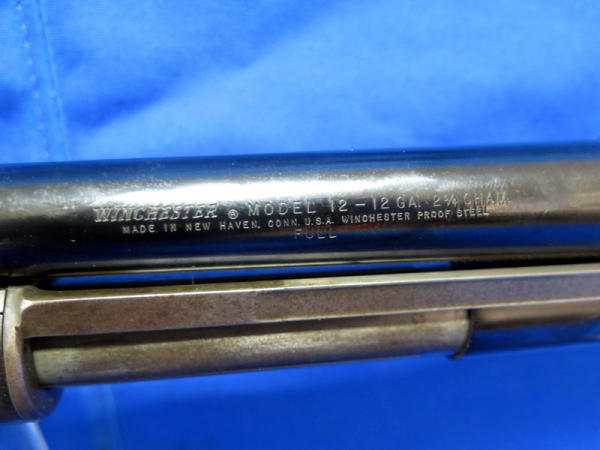 WINCHESTER ® MODEL 12-12 GA. 2¾ CHAM.
MADE IN NEW HAVEN, CONN. U.S.A. WINCHESTER PROOF STEEL
FULL